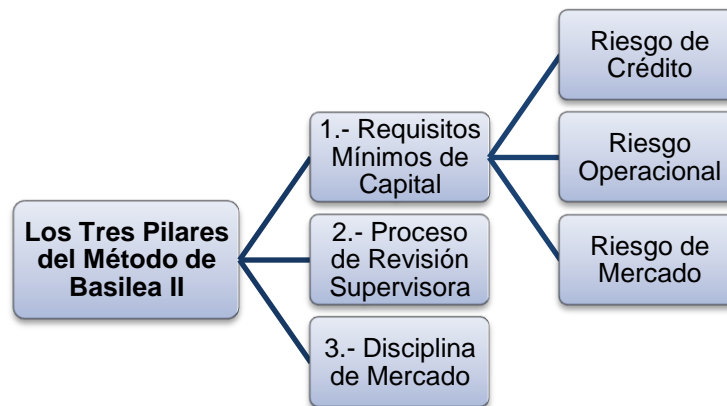 Los Tres Pilares
del Método de
Basilea II
1.- Requisitos
Mínimos de
Capital
2.- Proceso
de Revisión
Supervisora
3.- Disciplina
de Mercado
Riesgo de
Crédito
Riesgo
Operacional
Riesgo de
Mercado